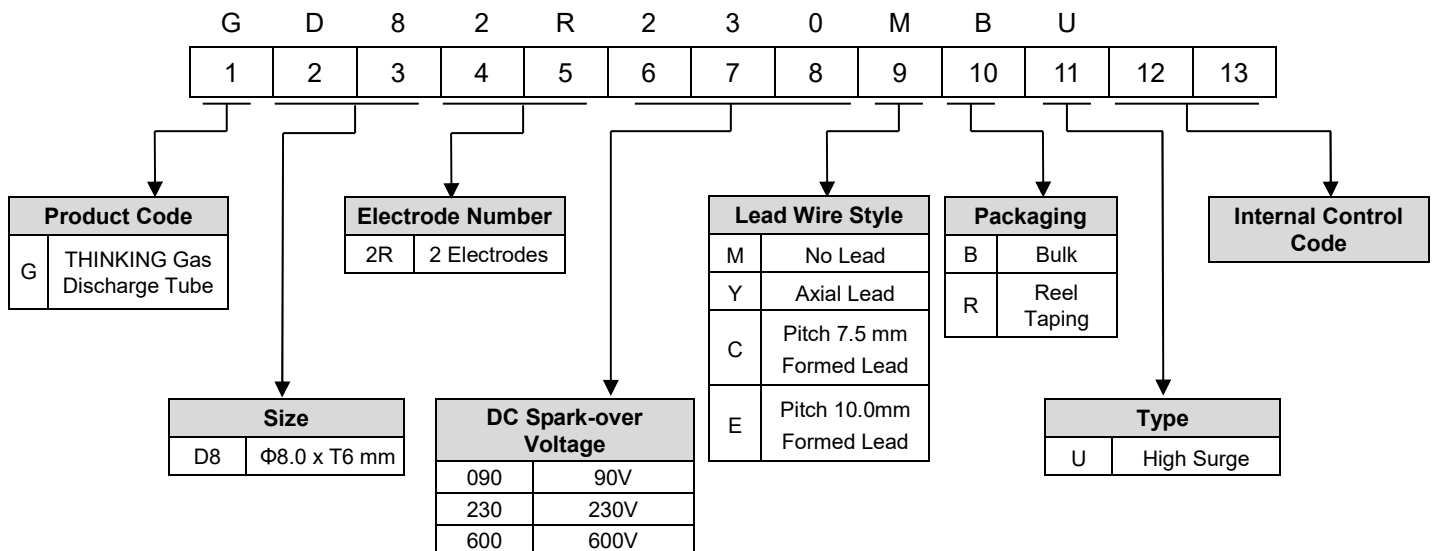 G D 8 2 R 2 3 0 M B U
1 2 3 4 5 6 7 8 9 10 11 12 13
Product Code
G THINKING Gas
Discharge Tube
Electrode Number
2R 2 Electrodes
Lead Wire Style
M No Lead
Y Axial Lead
C Pitch 7.5 mm
Formed Lead
E Pitch 10.0mm
Formed Lead
Packaging
B Bulk
R Reel
Taping
Internal Control
Code
Size
D8 Φ8.0 x T6 mm
DC Spark-over
Voltage
090 90V
230 230V
600 600V
Type
U High Surge